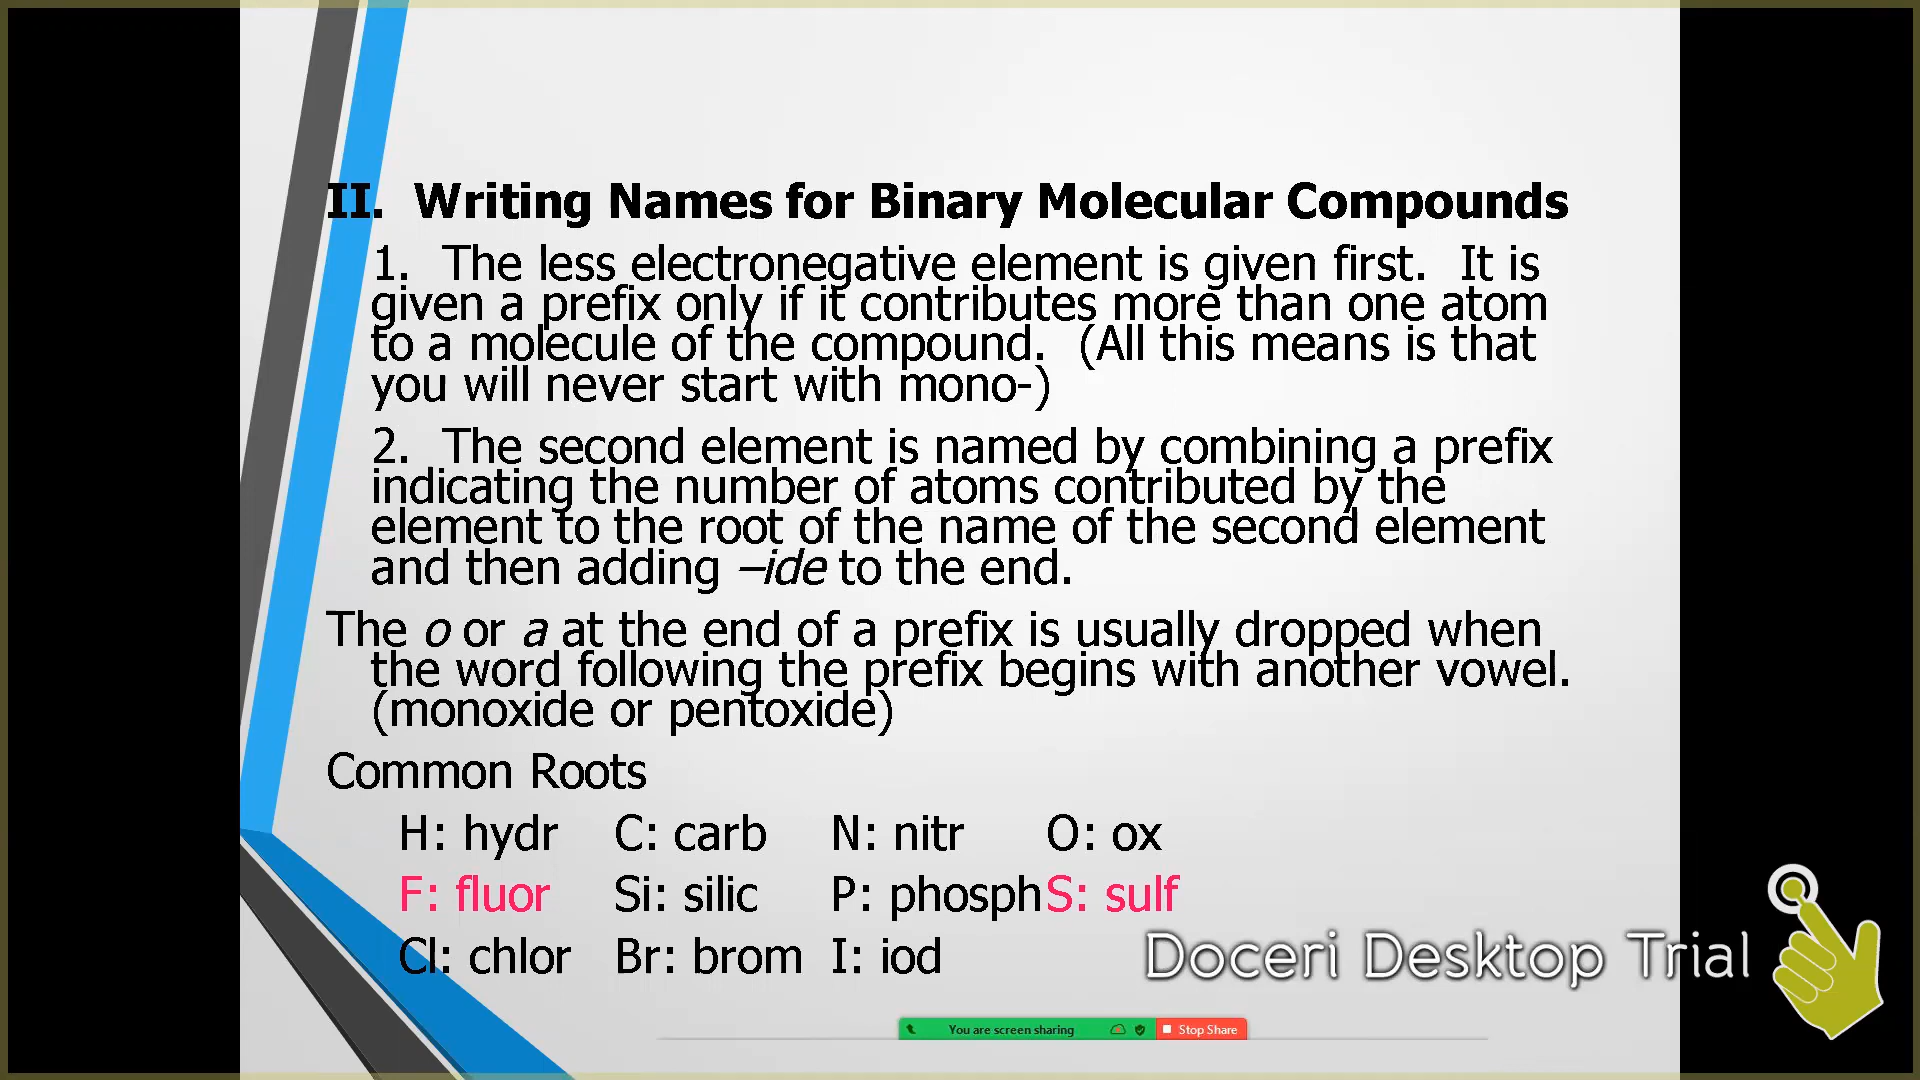 II.  Writing Names for Binary Molecular Compounds
1.  The less electronegative element is given first.  It is
given a prefix only if it contributes more than one atom
to a molecule of the compound.  (All this means is that
you will never start with mono-)
2.  The second element is named by combining a prefix
indicating the number of atoms contributed by the
element to the root of the name of the second element
and then adding –ide to the end.
The o or a at the end of a prefix is usually dropped when
the word following the prefix begins with another vowel.
(monoxide or pentoxide)
Common Roots
H: hydr C: carb N: nitr O: ox
F: fluor Si: silic P: phosph S: sulf
Cl: chlor Br: brom I: iod
Doceri Desktop Trial
You are screen sharing Stop Share